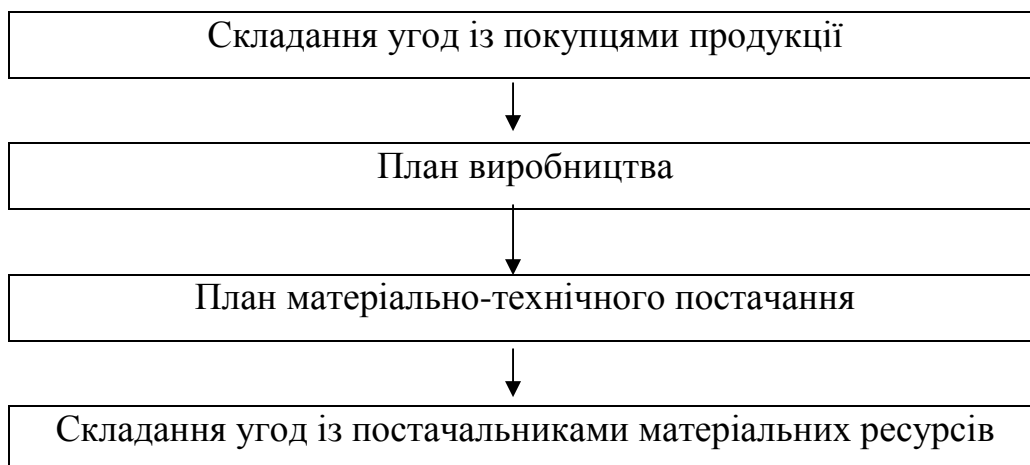 Складання угод із покупцями продукції
План виробництва
План матеріально-технічного постачання
Складання угод із постачальниками матеріальних ресурсів